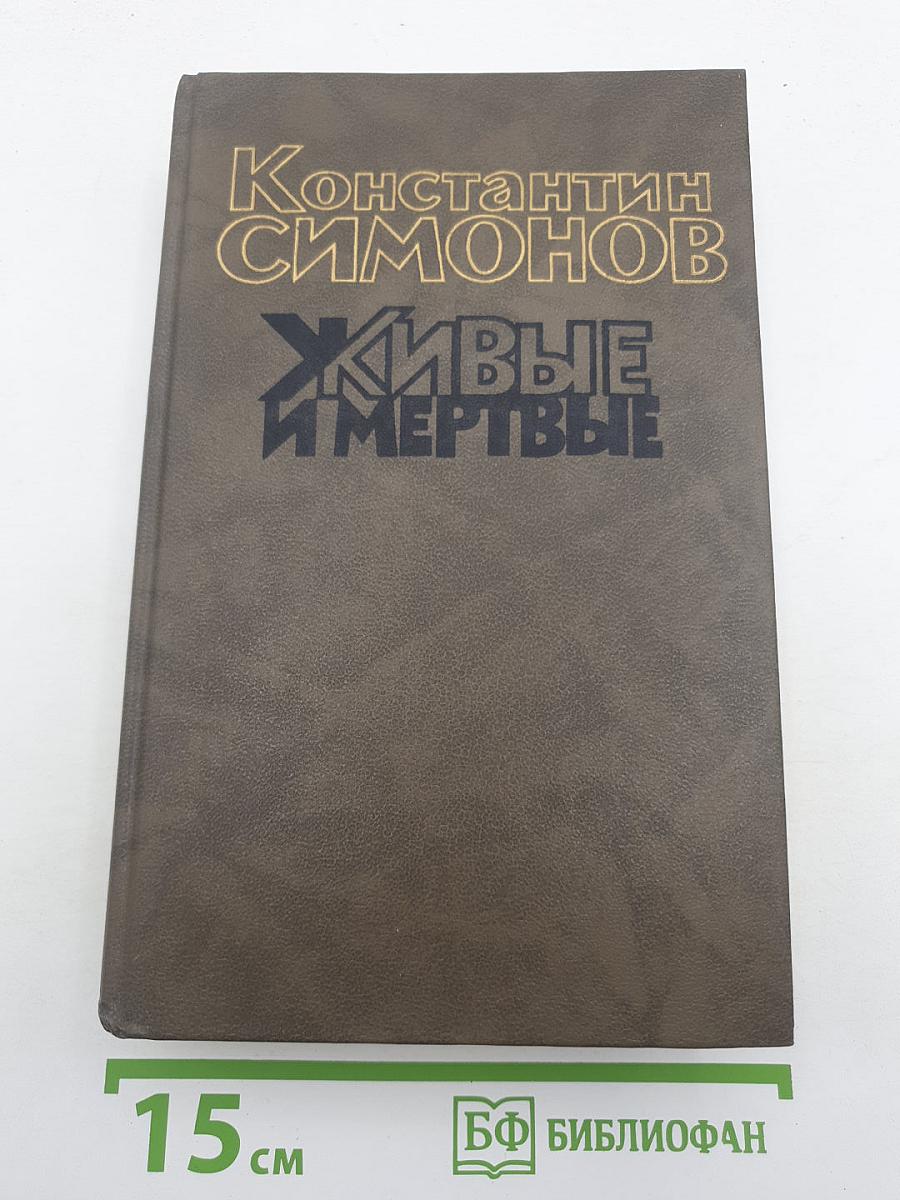 Константин
СИМОНОВ
ЖИВЫЕ
И МЕРТВЫЕ
15 см
БФ БИБЛИОФАН